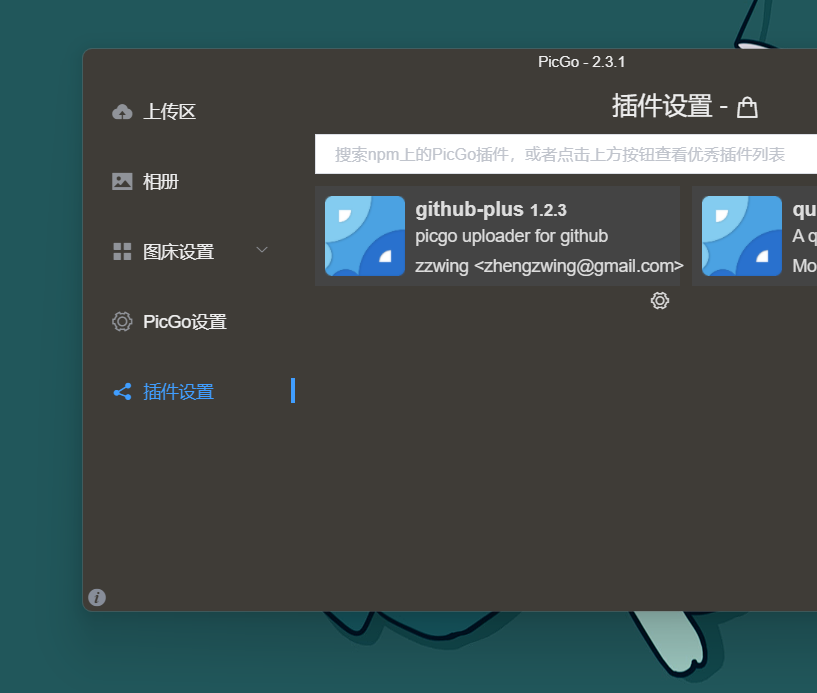 PicGo - 2.3.1
上传区
相册
图床设置
PicGo设置
插件设置
插件设置 -
搜索npm上的PicGo插件，或者点击上方按钮查看优秀插件列表
github-plus 1.2.3
picgo uploader for github
zzwing <zhengzwing@gmail.com>
qu
A q
Mo